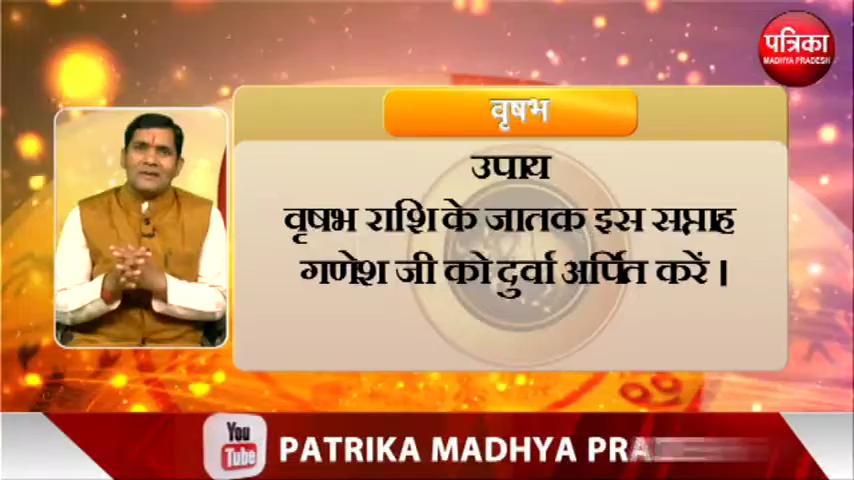 पत्रिका
MADHYA PRADESH
वृषभ
उपाय
वृषभ राशि के जातक इस सप्ताह
गणेश जी को दुर्वा अर्पित करें ।
You
Tube
PATRIKA MADHYA PRA